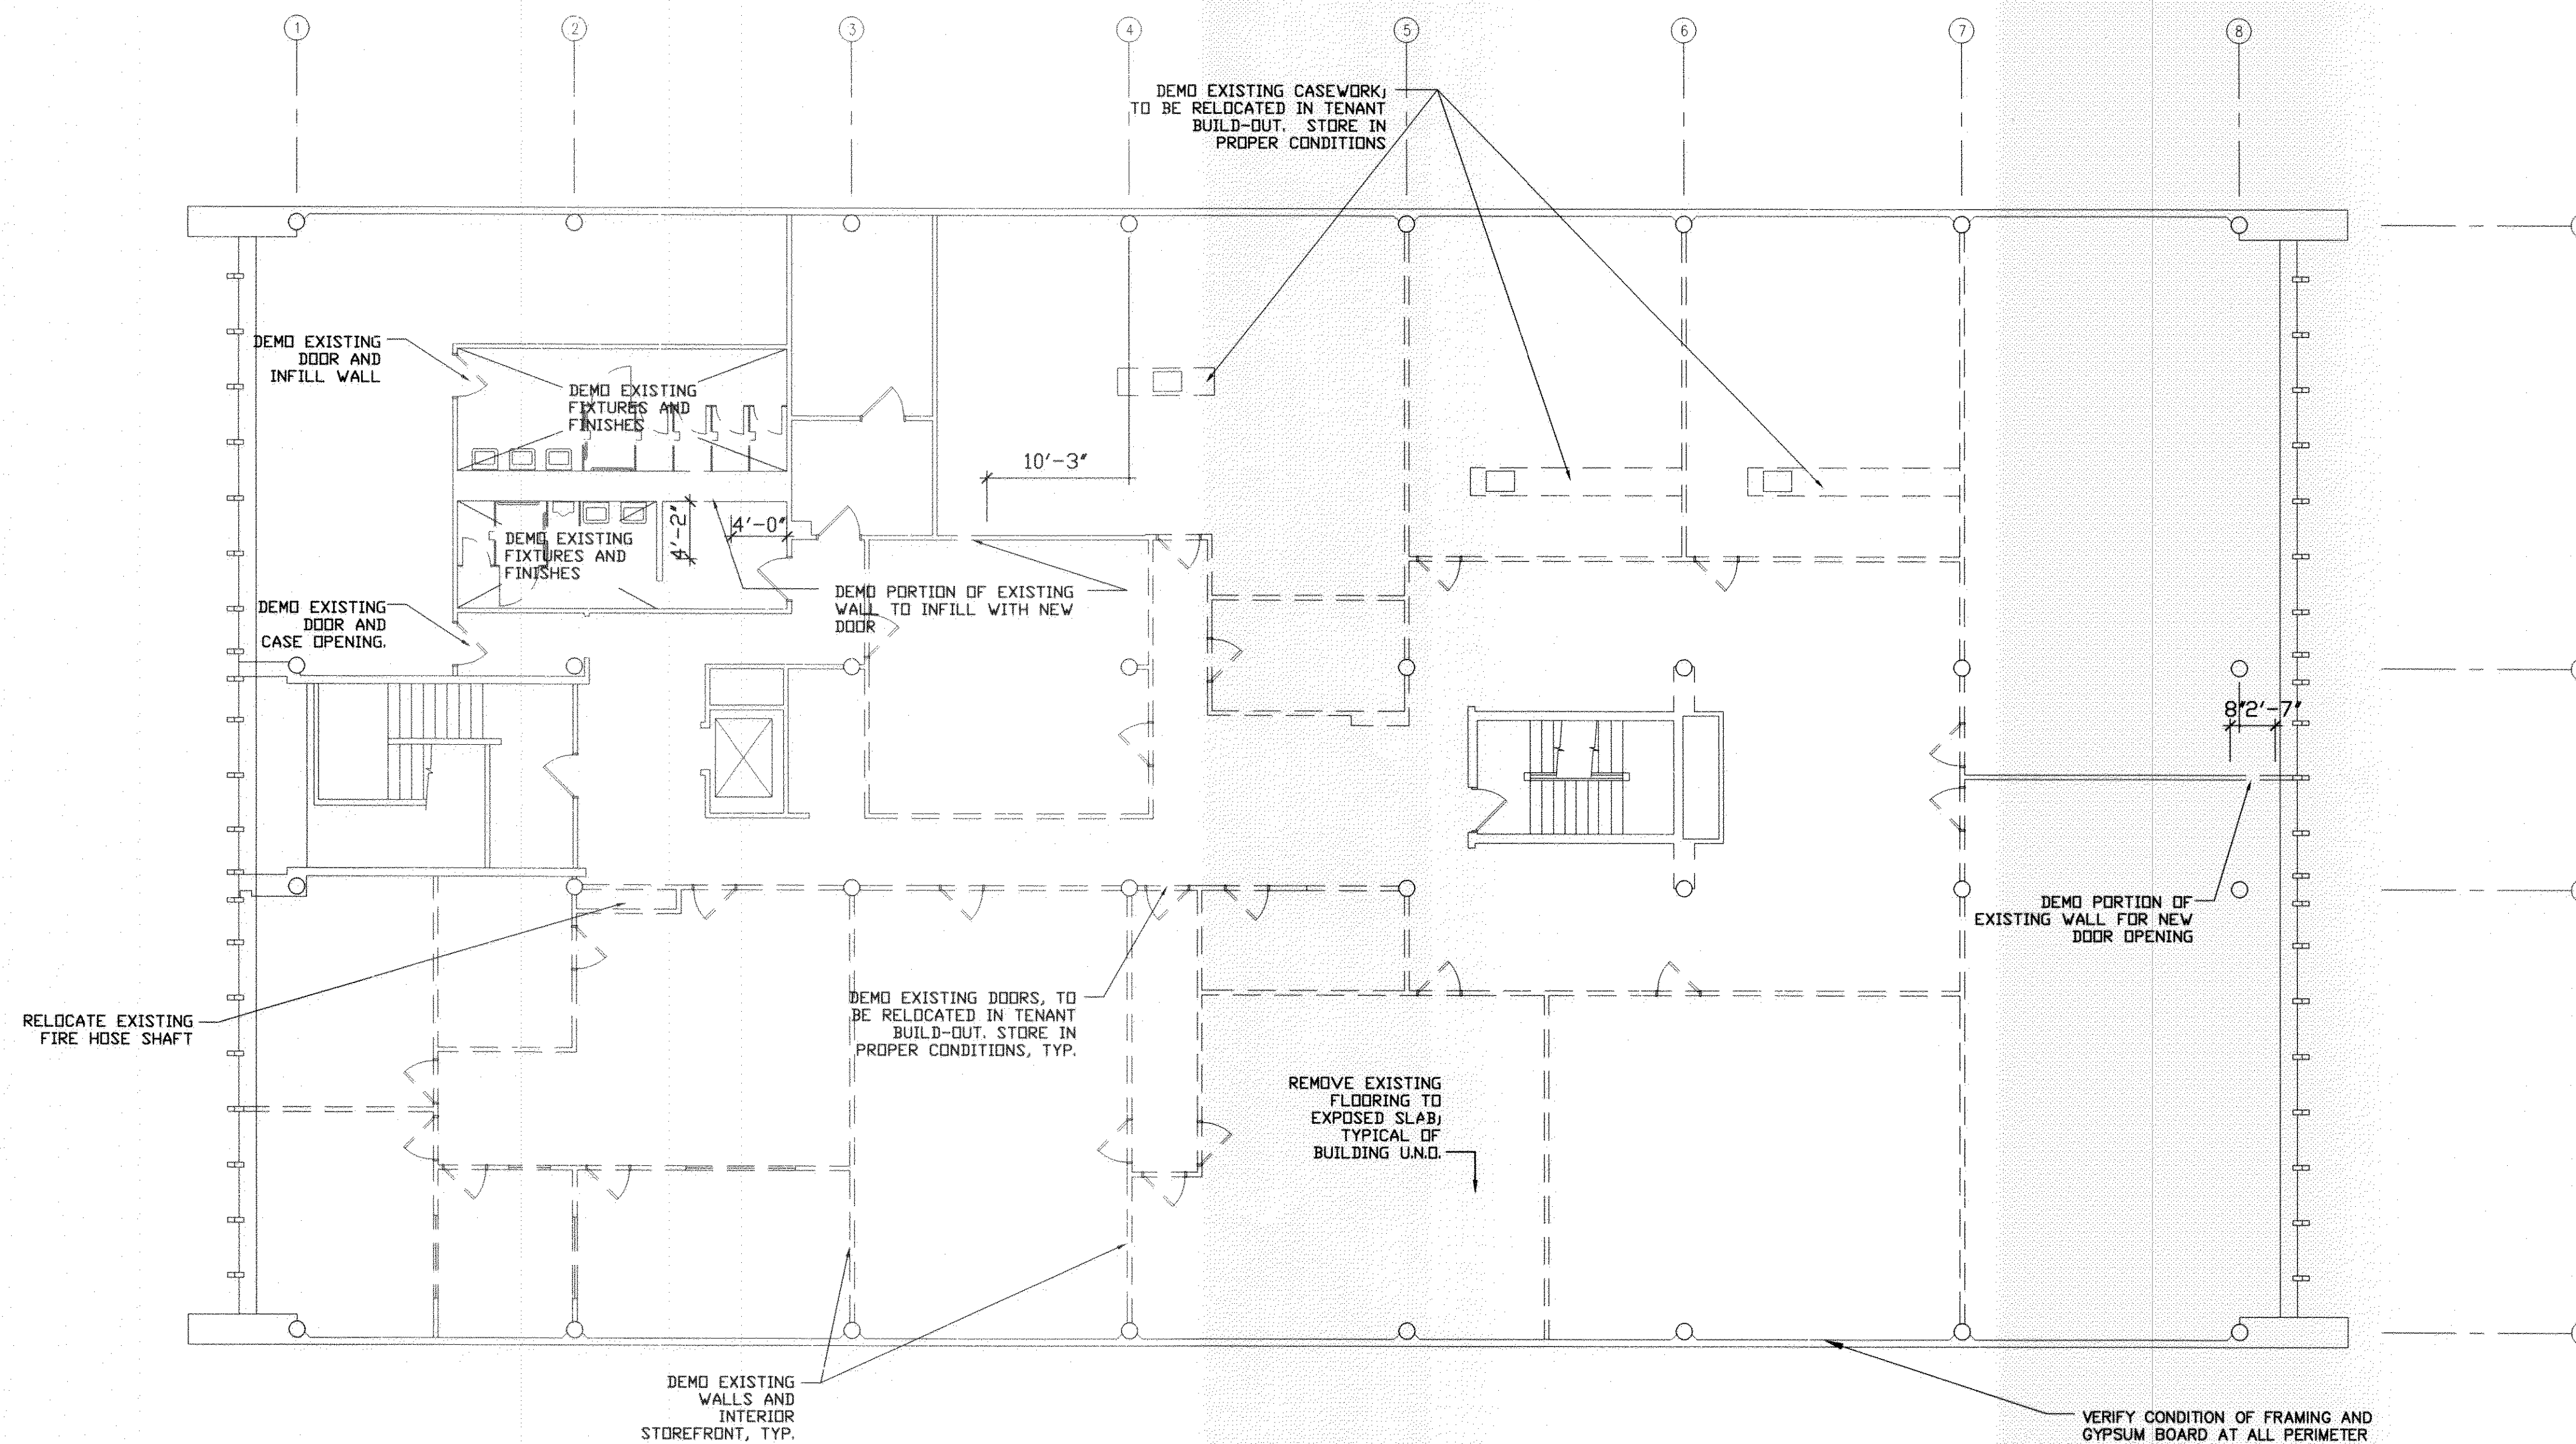 1
2
3
4
5
6
7
8
DEMO EXISTING CASEWORK;
TO BE RELOCATED IN TENANT
BUILD-OUT. STORE IN
PROPER CONDITIONS
DEMO EXISTING
DOOR AND
INFILL WALL
DEMO EXISTING
FIXTURES AND
FINISHES
10'-3"
4'-2"
4'-0"
DEMO EXISTING
FIXTURES AND
FINISHES
DEMO PORTION OF EXISTING
WALL TO INFILL WITH NEW
DOOR
DEMO EXISTING
DOOR AND
CASE OPENING.
8"
2'-7"
DEMO PORTION OF
EXISTING WALL FOR NEW
DOOR OPENING
RELOCATE EXISTING
FIRE HOSE SHAFT
DEMO EXISTING DOORS, TO
BE RELOCATED IN TENANT
BUILD-OUT. STORE IN
PROPER CONDITIONS, TYP.
REMOVE EXISTING
FLOORING TO
EXPOSED SLAB;
TYPICAL OF
BUILDING U.N.O.
DEMO EXISTING
WALLS AND
INTERIOR
STOREFRONT, TYP.
VERIFY CONDITION OF FRAMING AND
GYPSUM BOARD AT ALL PERIMETER